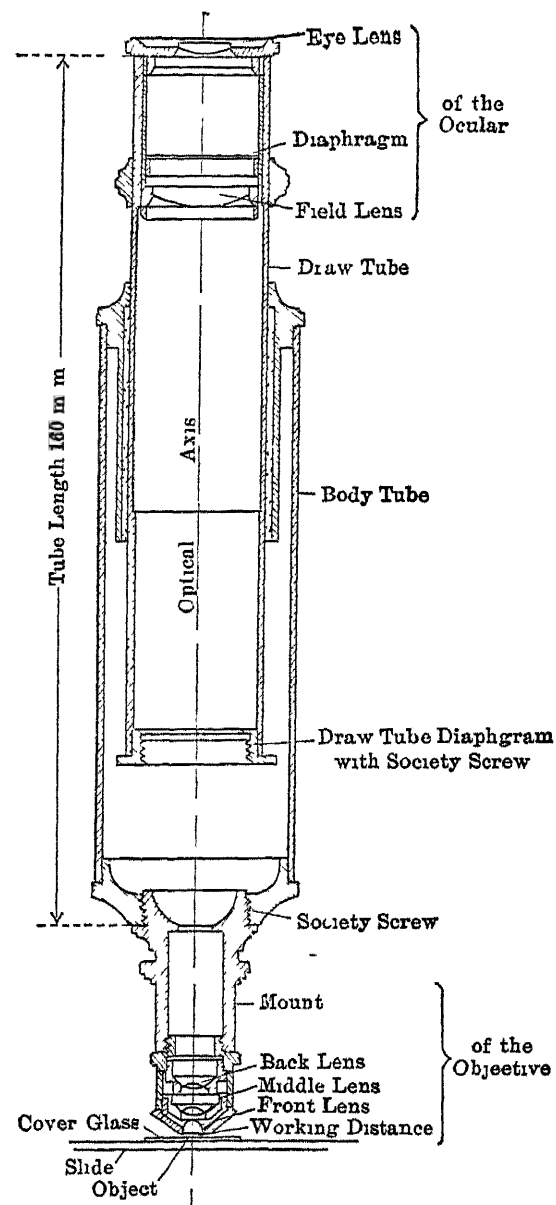 Eye Lens
of the
Ocular
Diaphragm
Field Lens
Draw Tube
Tube Length 160 m m
Axis
Body Tube
Optical
Draw Tube Diaphgram
with Society Screw
Society Screw
Mount
of the
Objective
Back Lens
Middle Lens
Front Lens
Cover Glass
Working Distance
Slide
Object